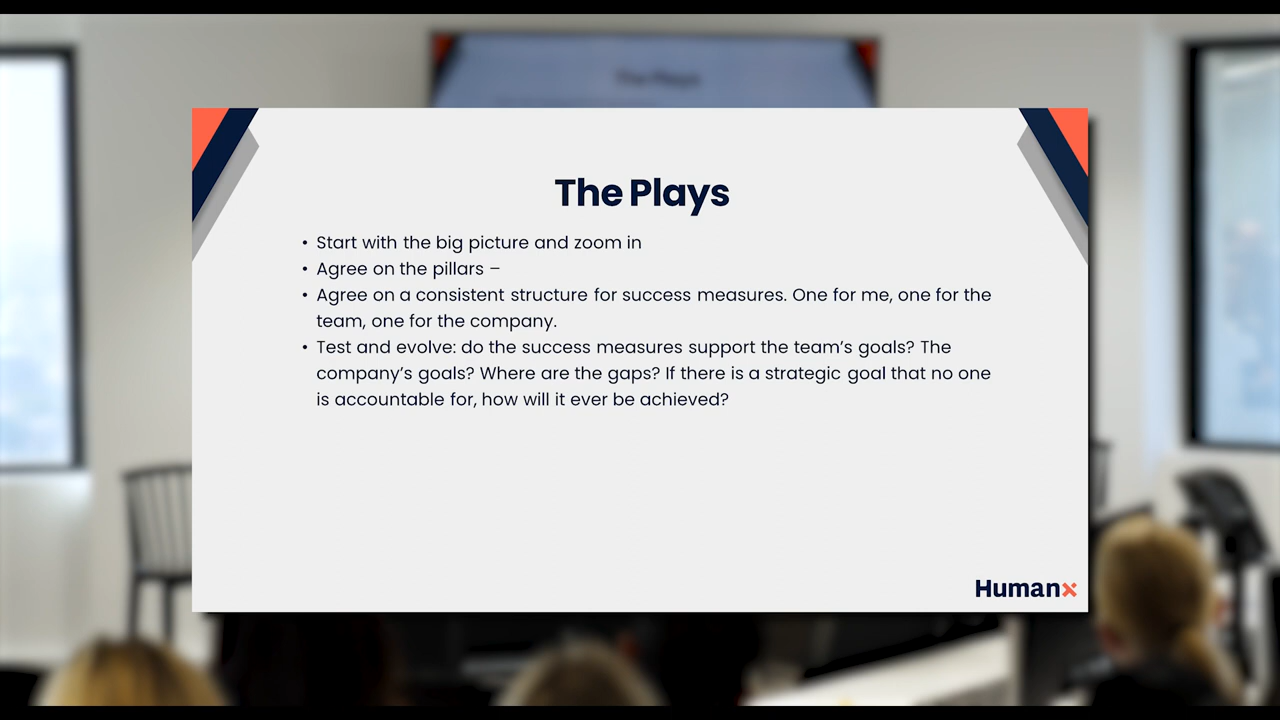 The Plays
• Start with the big picture and zoom in
• Agree on the pillars –
• Agree on a consistent structure for success measures. One for me, one for the
team, one for the company.
• Test and evolve: do the success measures support the team’s goals? The
company’s goals? Where are the gaps? If there is a strategic goal that no one
is accountable for, how will it ever be achieved?
Humanx